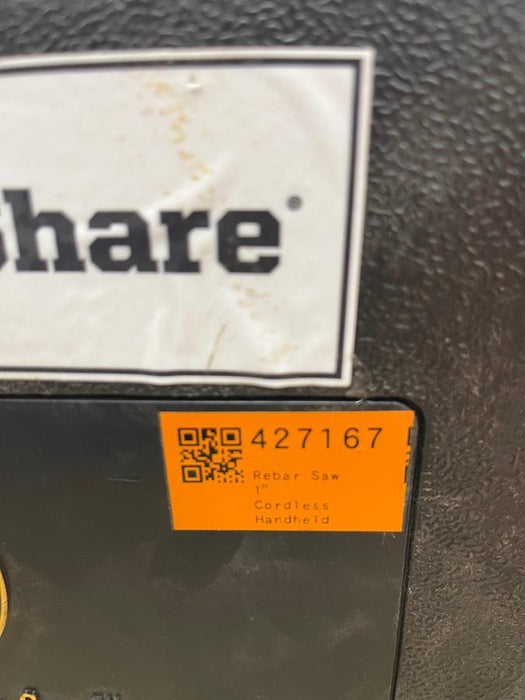 Share®
427167
Rebar Saw
1"
Cordless
Handheld